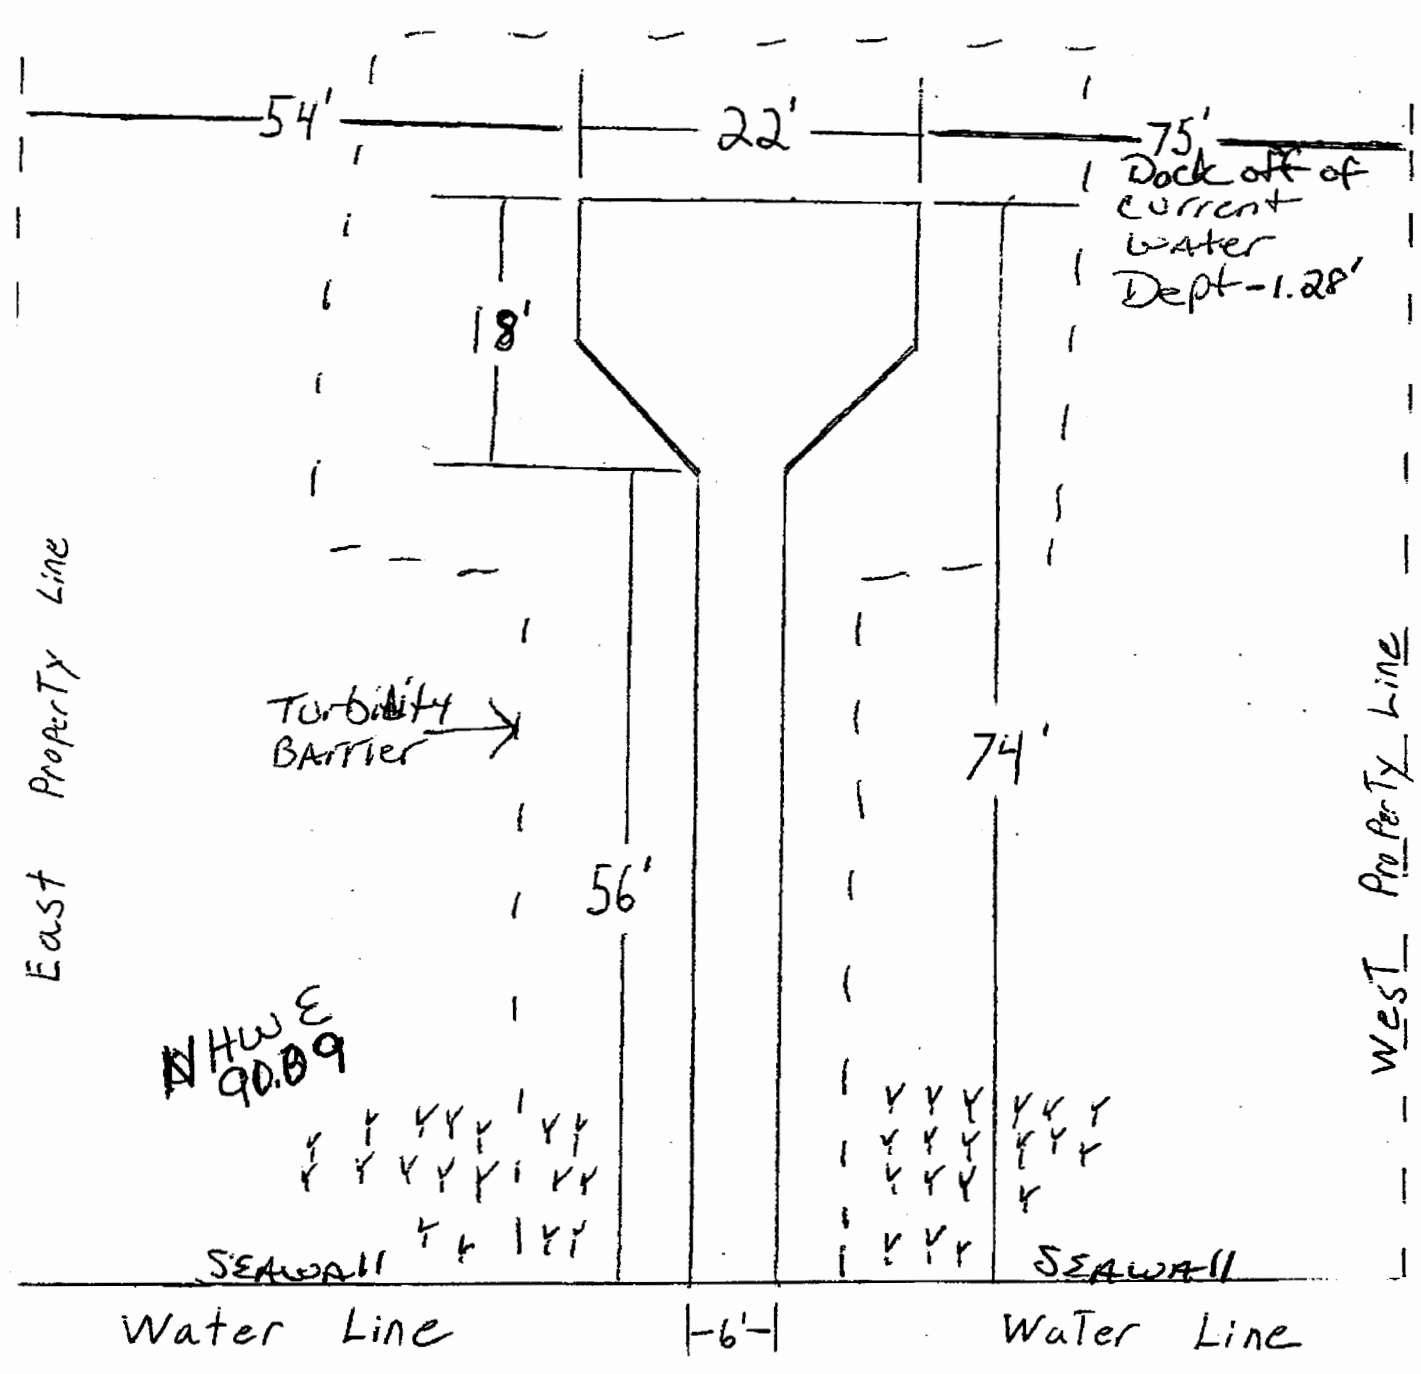 54'
22'
75'
Dock off of
current
water
Dept-1.28'
18'
East Property Line
Turbidity
Barrier
74'
56'
West Property Line
NHWE
90.89
SEAWAll
SEAWAll
Water Line
6'
Water Line